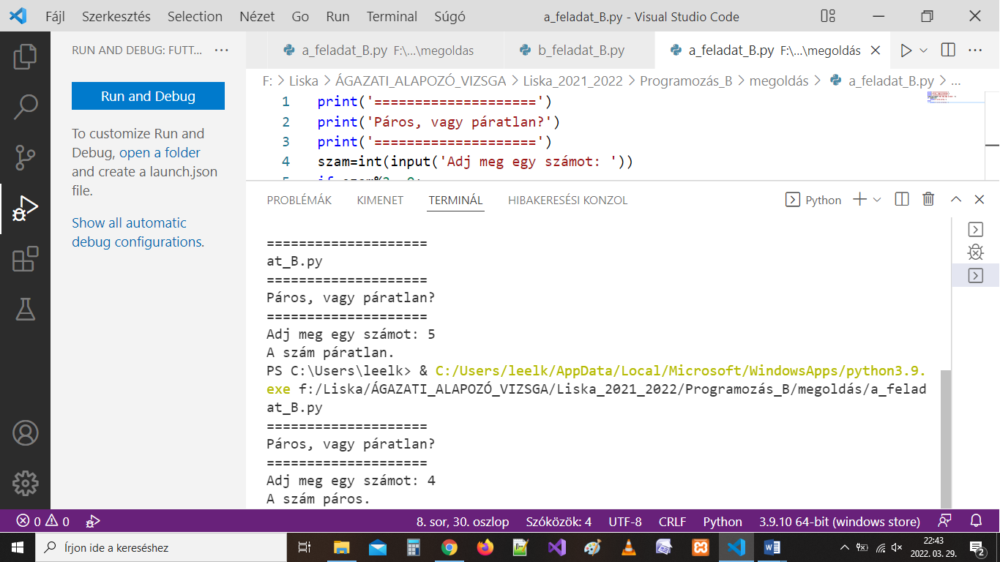 Fájl Szerkesztés Selection Nézet Go Run Terminal Súgó a_feladat_B.py - Visual Studio Code
RUN AND DEBUG: FUTT... ···
a_feladat_B.py F:\...\megoldas b_feladat_B.py a_feladat_B.py F:\...\megoldás
F: > Liska > ÁGAZATI_ALAPOZÓ_VIZSGA > Liska_2021_2022 > Programozás_B > megoldás > a_feladat_B.py > ...
Run and Debug
To customize Run and
Debug, open a folder
and create a launch.json
file.
Show all automatic
debug configurations.
1 print('====================')
2 print('Páros, vagy páratlan?')
3 print('====================')
4 szam=int(input('Adj meg egy számot: '))
PROBLÉMÁK KIMENET TERMINÁL HIBAKERESÉSI KONZOL Python
====================
at_B.py
====================
Páros, vagy páratlan?
====================
Adj meg egy számot: 5
A szám páratlan.
PS C:\Users\leelk> & C:/Users/leelk/AppData/Local/Microsoft/WindowsApps/python3.9.
exe f:/Liska/ÁGAZATI_ALAPOZÓ_VIZSGA/Liska_2021_2022/Programozás_B/megoldás/a_felad
at_B.py
====================
Páros, vagy páratlan?
====================
Adj meg egy számot: 4
A szám páros.
0 0 8. sor, 30. oszlop Szóközök: 4 UTF-8 CRLF Python 3.9.10 64-bit (windows store)
Írjon ide a kereséshez
22:43
2022. 03. 29.
2